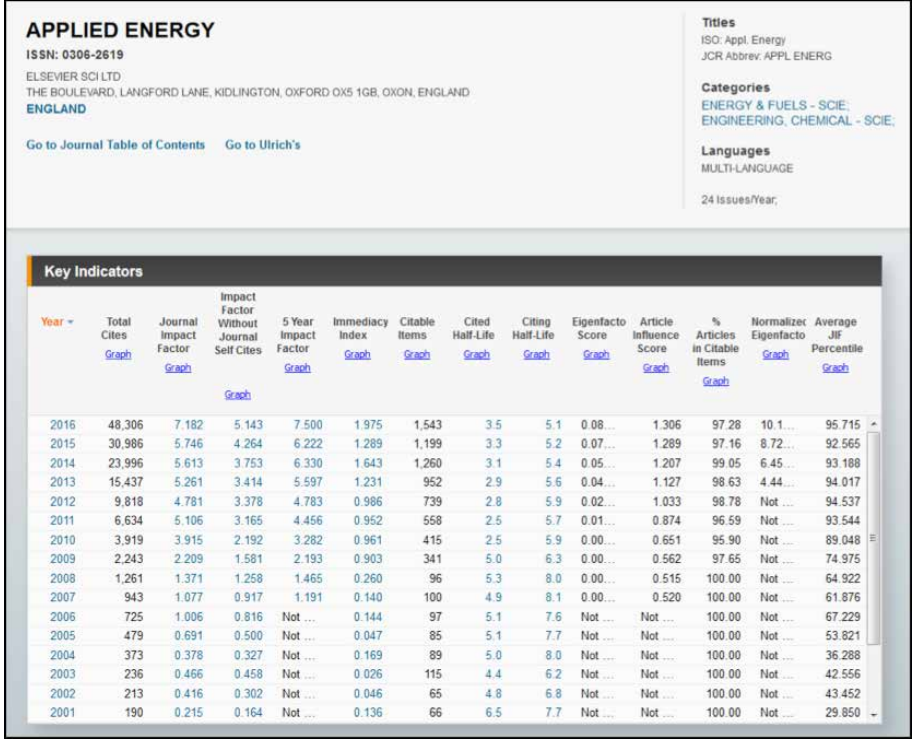 APPLIED ENERGY
ISSN: 0306-2619
ELSEVIER SCI LTD
THE BOULEVARD, LANGFORD LANE, KIDLINGTON, OXFORD OX5 1GB, OXON, ENGLAND
ENGLAND
Go to Journal Table of Contents Go to Ulrich's
Titles
ISO: Appl. Energy
JCR Abbrev: APPL ENERG
Categories
ENERGY & FUELS - SCIE;
ENGINEERING, CHEMICAL - SCIE;
Languages
MULTI-LANGUAGE
24 Issues/Year;
Key Indicators
Year Total Cites Graph Journal Impact Factor Graph Impact Factor Without Journal Self Cites Graph 5 Year Impact Factor Graph Immediacy Index Graph Citable Items Graph Cited Half-Life Graph Citing Half-Life Graph Eigenfacto Score Graph Article Influence Score Graph % Articles in Citable Items Graph Normalized Eigenfacto Graph Average JIF Percentile Graph
2016 48,306 7.182 5.143 7.500 1.975 1,543 3.5 5.1 0.08... 1.306 97.28 10.1... 95.715
2015 30,986 5.746 4.264 6.222 1.289 1,199 3.3 5.2 0.07... 1.289 97.16 8.72... 92.565
2014 23,996 5.613 3.753 6.330 1.643 1,260 3.1 5.4 0.05... 1.207 99.05 6.45... 93.188
2013 15,437 5.261 3.414 5.597 1.231 952 2.9 5.6 0.04... 1.127 98.63 4.44... 94.017
2012 9,818 4.781 3.378 4.783 0.986 739 2.8 5.9 0.02... 1.033 98.78 Not ... 94.537
2011 6,634 5.106 3.165 4.456 0.952 558 2.5 5.7 0.01... 0.874 96.59 Not ... 93.544
2010 3,919 3.915 2.192 3.282 0.961 415 2.5 5.9 0.00... 0.651 95.90 Not ... 89.048
2009 2,243 2.209 1.581 2.193 0.903 341 5.0 6.3 0.00... 0.562 97.65 Not ... 74.975
2008 1,261 1.371 1.258 1.465 0.260 96 5.3 8.0 0.00... 0.515 100.00 Not ... 64.922
2007 943 1.077 0.917 1.191 0.140 100 4.9 8.1 0.00... 0.520 100.00 Not ... 61.876
2006 725 1.006 0.816 Not ... 0.144 97 5.1 7.6 Not ... Not ... 100.00 Not ... 67.229
2005 479 0.691 0.500 Not ... 0.047 85 5.1 7.7 Not ... Not ... 100.00 Not ... 53.821
2004 373 0.378 0.327 Not ... 0.169 89 5.0 8.0 Not ... Not ... 100.00 Not ... 36.288
2003 236 0.466 0.458 Not ... 0.026 115 4.4 6.2 Not ... Not ... 100.00 Not ... 42.556
2002 213 0.416 0.302 Not ... 0.046 65 4.8 6.8 Not ... Not ... 100.00 Not ... 43.452
2001 190 0.215 0.164 Not ... 0.136 66 6.5 7.7 Not ... Not ... 100.00 Not ... 29.850